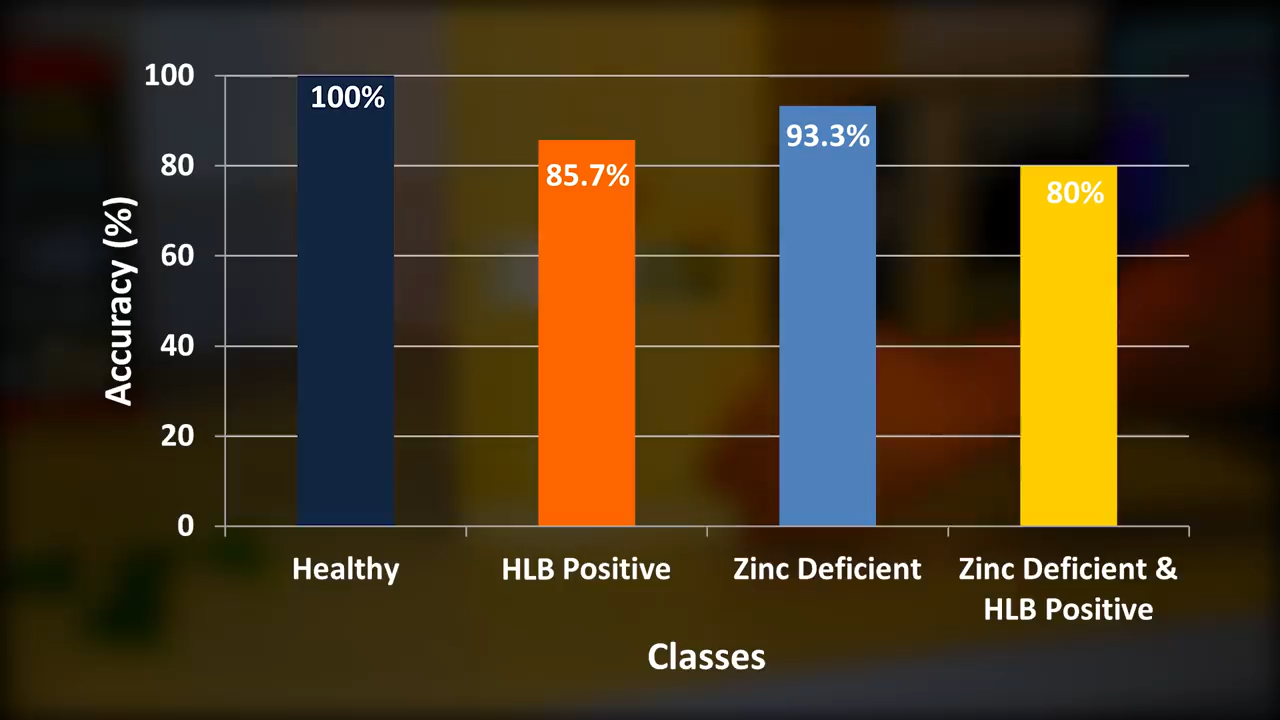 100
80
60
40
20
0
Accuracy (%)
100%
85.7%
93.3%
80%
Healthy
HLB Positive
Zinc Deficient
Zinc Deficient &
HLB Positive
Classes